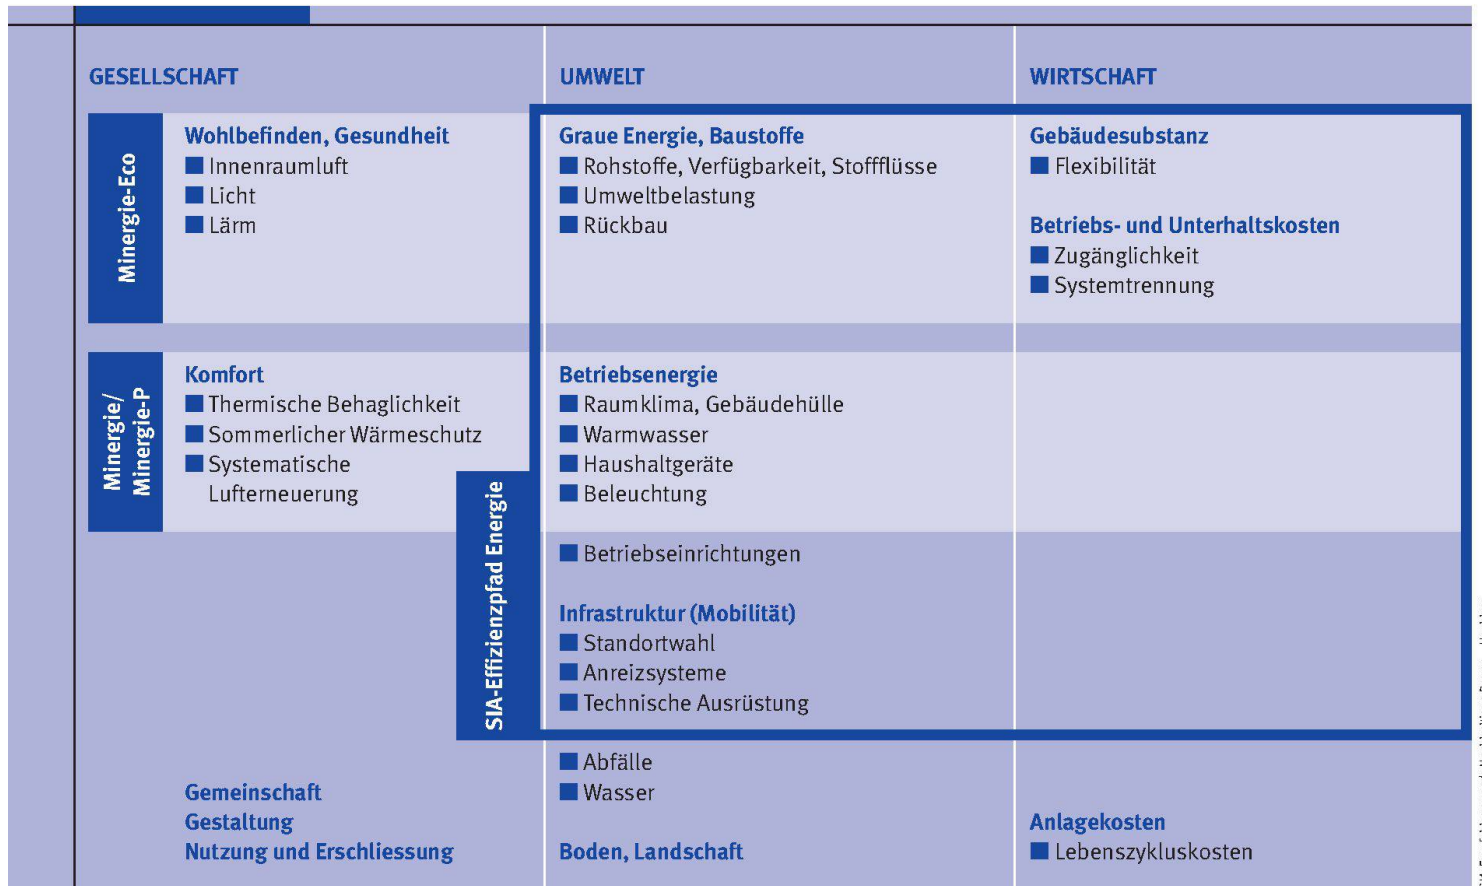 GESELLSCHAFT
UMWELT
WIRTSCHAFT
Minergie-Eco
Wohlbefinden, Gesundheit
Innenraumluft
Licht
Lärm
Graue Energie, Baustoffe
Rohstoffe, Verfügbarkeit, Stoffflüsse
Umweltbelastung
Rückbau
Gebäudesubstanz
Flexibilität
Betriebs- und Unterhaltskosten
Zugänglichkeit
Systemtrennung
Minergie/
Minergie-P
Komfort
Thermische Behaglichkeit
Sommerlicher Wärmeschutz
Systematische
Lufterneuerung
SIA-Effizienzpfad Energie
Betriebsenergie
Raumklima, Gebäudehülle
Warmwasser
Haushaltgeräte
Beleuchtung
Betriebseinrichtungen
Infrastruktur (Mobilität)
Standortwahl
Anreizsysteme
Technische Ausrüstung
Abfälle
Wasser
Gemeinschaft
Gestaltung
Nutzung und Erschliessung
Boden, Landschaft
Anlagekosten
Lebenszykluskosten